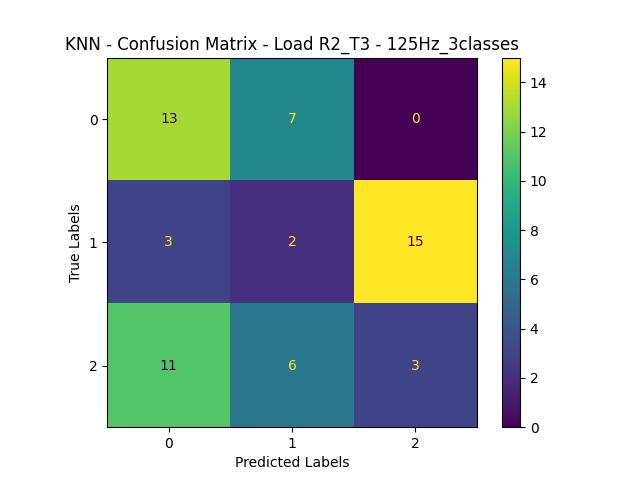 KNN - Confusion Matrix - Load R2_T3 - 125Hz_3classes
True Labels
0 13 7 0
1 3 2 15
2 11 6 3
0 1 2
Predicted Labels
14
12
10
8
6
4
2
0